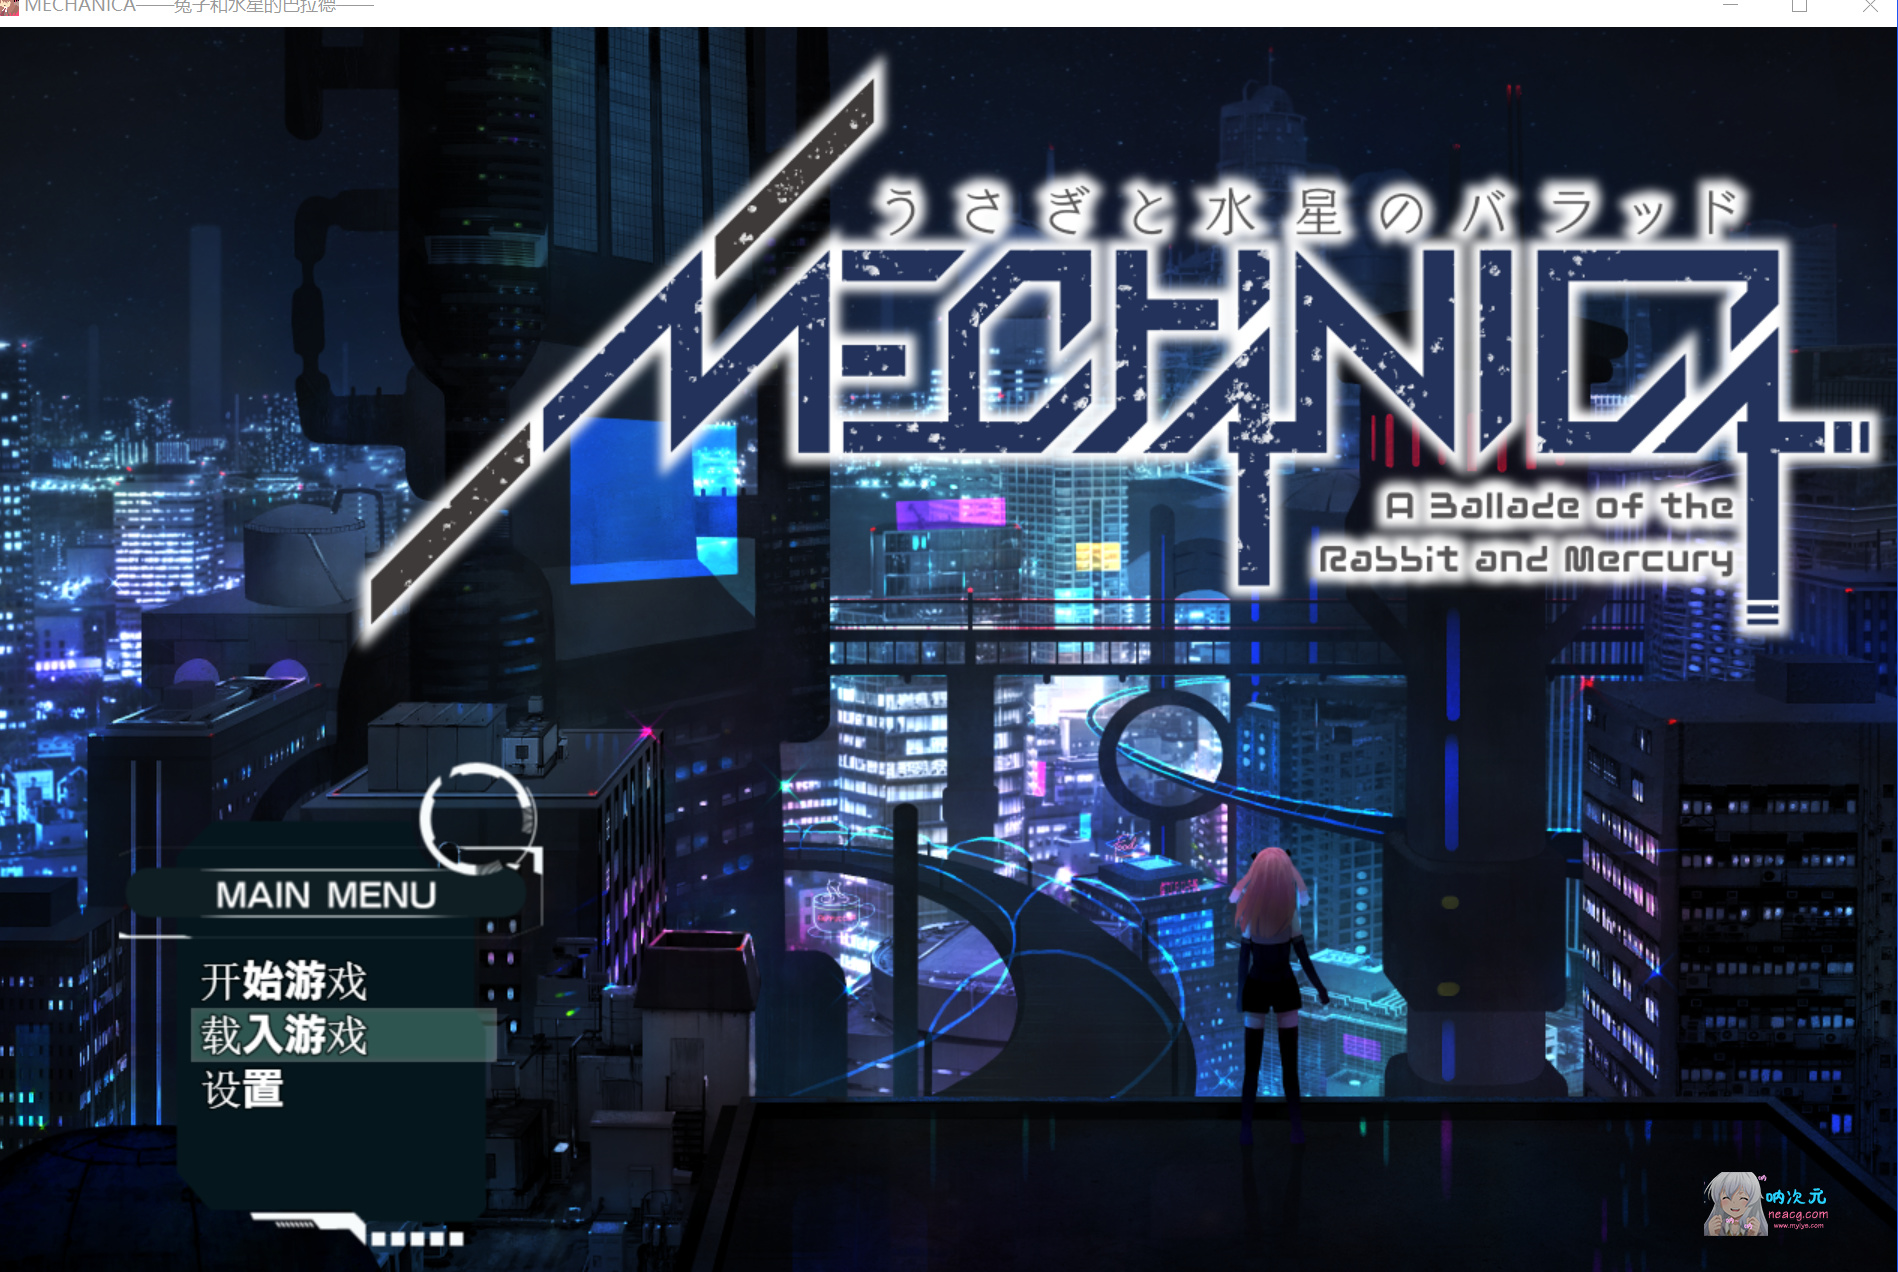 MECHANICA——兔子和水星的巴拉德——
うさぎと水星のバラッド
MECHANICA
A Ballade of the
Rabbit and Mercury
MAIN MENU
开始游戏
载入游戏
设置
呐次元
neacg.com
www.myiys.com